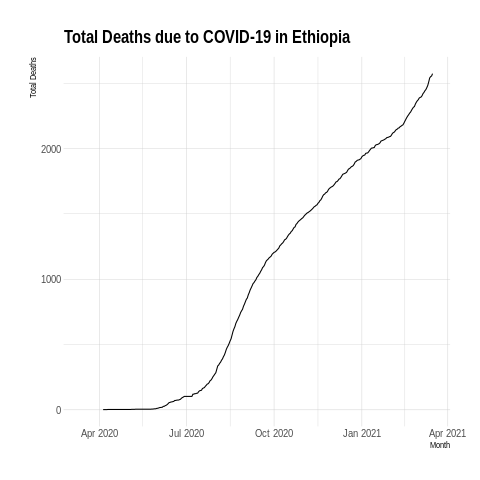 Total Deaths due to COVID-19 in Ethiopia
Total Deaths
2000
1000
0
Apr 2020 Jul 2020 Oct 2020 Jan 2021 Apr 2021
Month